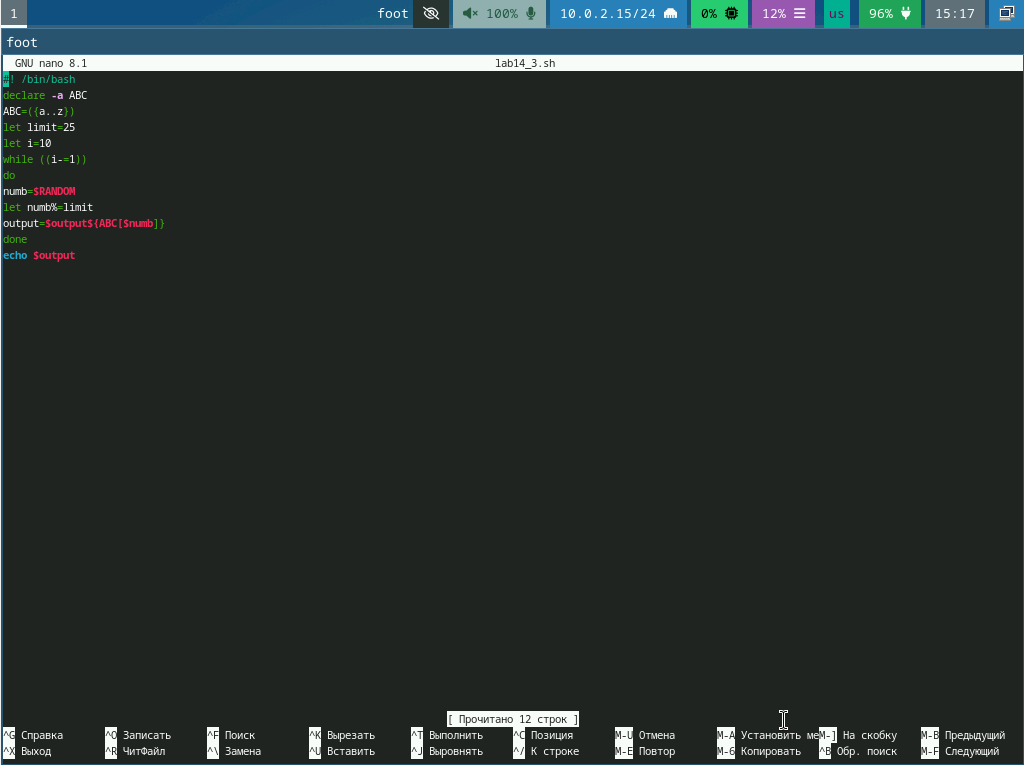 1 foot 100% 10.0.2.15/24 0% 12% us 96% 15:17
foot
GNU nano 8.1 lab14_3.sh
#! /bin/bash
declare -a ABC
ABC=({a..z})
let limit=25
let i=10
while ((i-=1))
do
numb=$RANDOM
let numb%=limit
output=$output${ABC[$numb]}
done
echo $output
[ Прочитано 12 строк ]
^G Справка ^O Записать ^F Поиск ^K Вырезать ^T Выполнить ^C Позиция M-U Отмена M-A Установить ме M-] На скобку M-B Предыдущий
^X Выход ^R ЧитФайл ^\ Замена ^U Вставить ^J Выровнять ^/ К строке M-E Повтор M-6 Копировать ^B Обр. поиск M-F Следующий